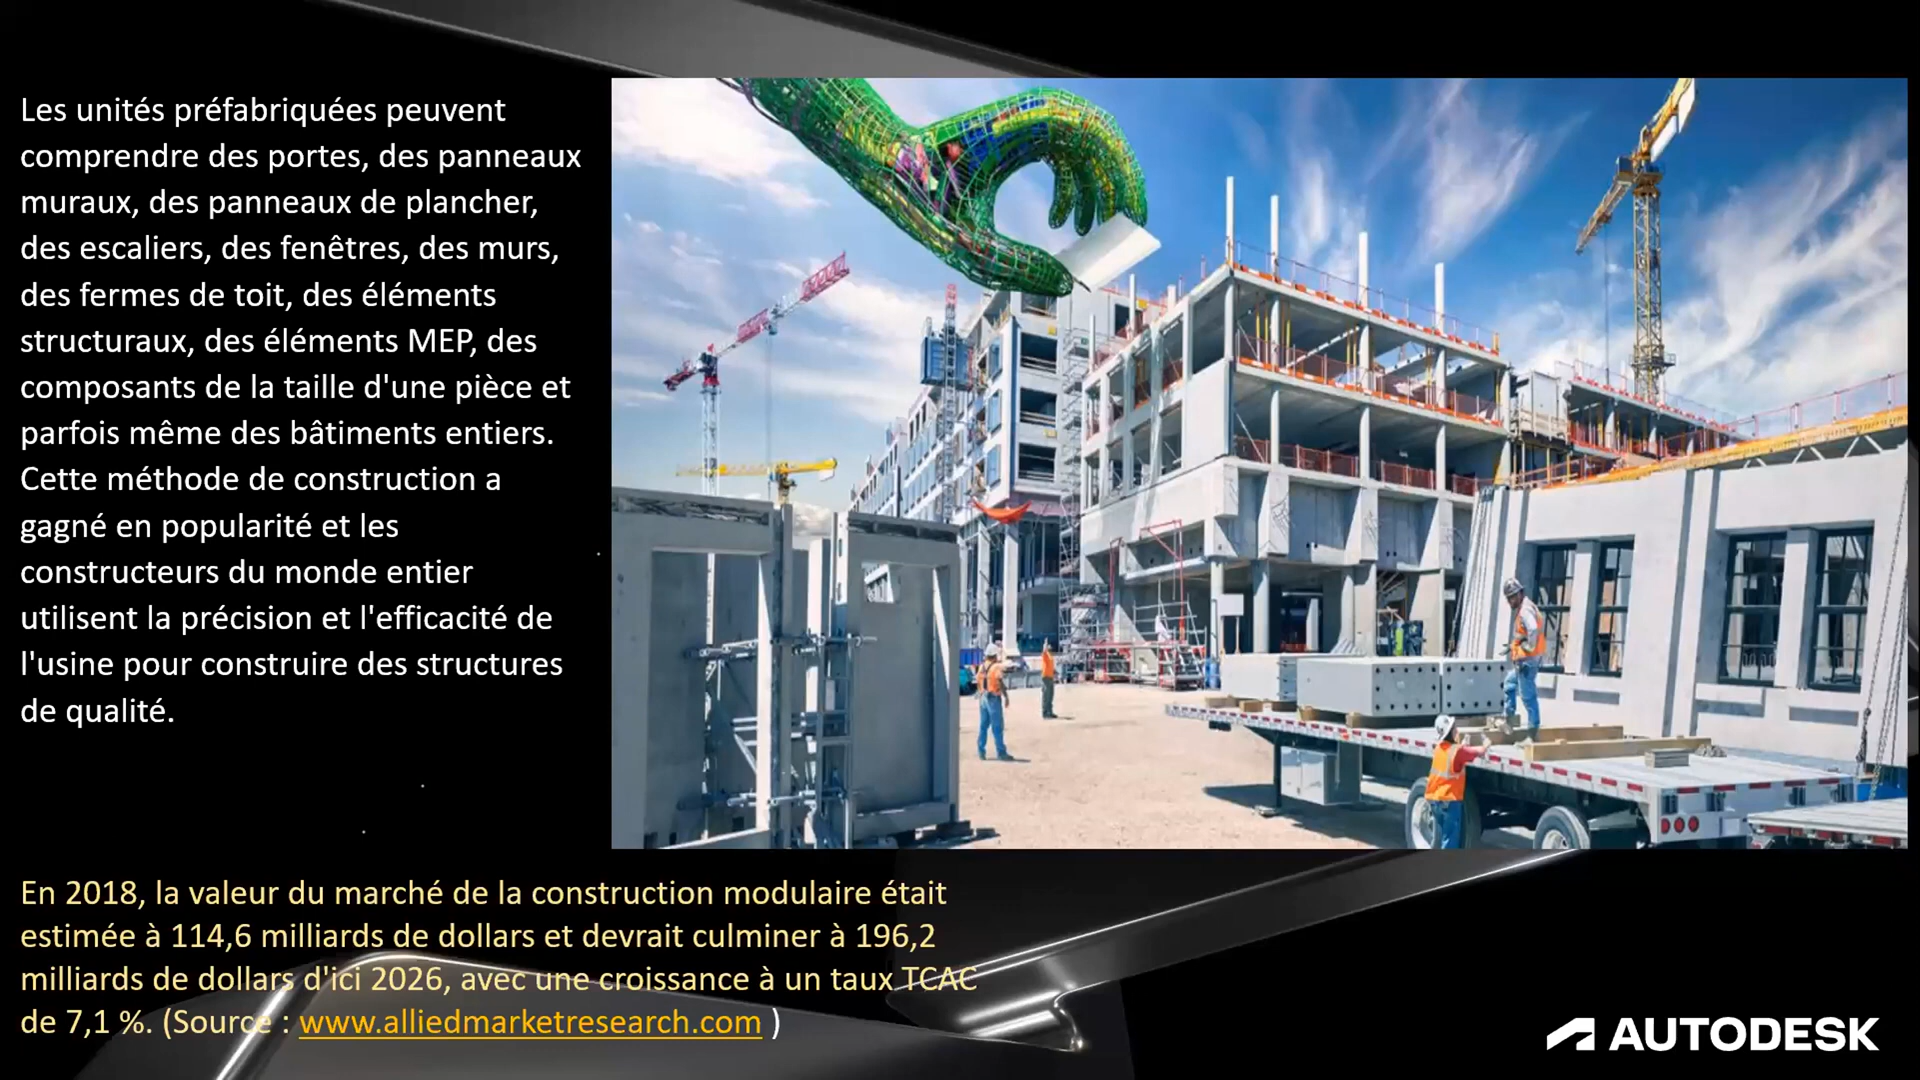 Les unités préfabriquées peuvent
comprendre des portes, des panneaux
muraux, des panneaux de plancher,
des escaliers, des fenêtres, des murs,
des fermes de toit, des éléments
structuraux, des éléments MEP, des
composants de la taille d'une pièce et
parfois même des bâtiments entiers.
Cette méthode de construction a
gagné en popularité et les
constructeurs du monde entier
utilisent la précision et l'efficacité de
l'usine pour construire des structures
de qualité.
En 2018, la valeur du marché de la construction modulaire était
estimée à 114,6 milliards de dollars et devrait culminer à 196,2
milliards de dollars d'ici 2026, avec une croissance à un taux TCAC
de 7,1 %. (Source : www.alliedmarketresearch.com )
AUTODESK